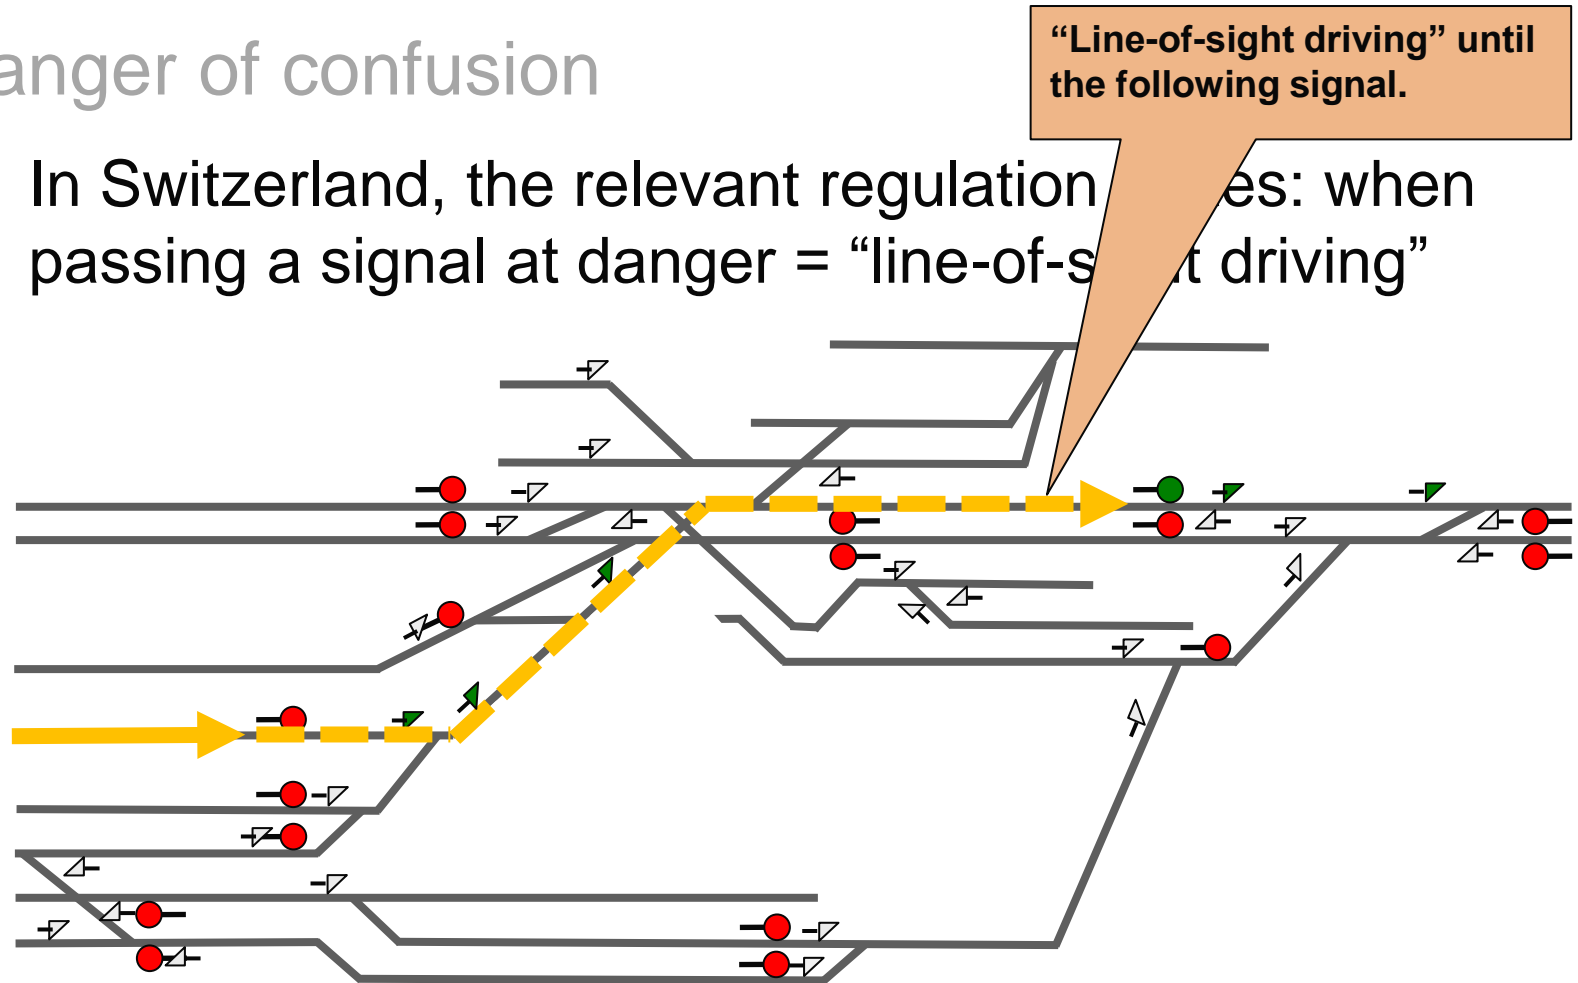 anger of confusion
“Line-of-sight driving” until
the following signal.
In Switzerland, the relevant regulation es: when
passing a signal at danger = “line-of-s t driving”